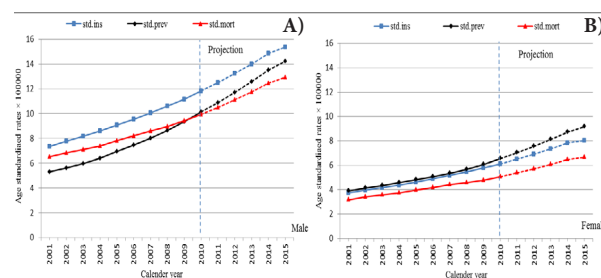 std.ins std.prev std.mort A)
Projection
Age standardised rates × 100000
16
14
12
10
8
6
4
2
0
2001 2002 2003 2004 2005 2006 2007 2008 2009 2010 2011 2012 2013 2014 2015
Male
Calender year
std.ins std.prev std.mort B)
Projection
Age standardised rates × 100000
16
14
12
10
8
6
4
2
0
2001 2002 2003 2004 2005 2006 2007 2008 2009 2010 2011 2012 2013 2014 2015
Femal
Calender year